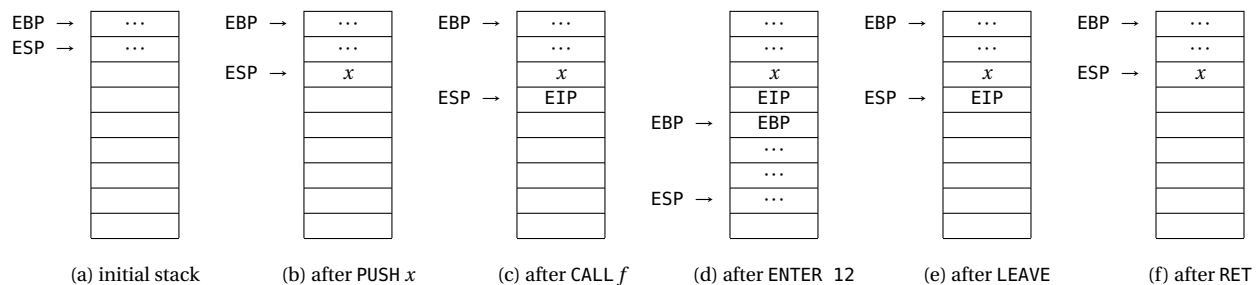 EBP → ⋯ EBP → ⋯ EBP → ⋯ ⋯ EBP → ⋯ EBP → ⋯
ESP → ⋯ ⋯ ⋯ ⋯ ⋯ ⋯
ESP → x x x x ESP → x
ESP → EIP EIP ESP → EIP
EBP → EBP
⋯
⋯
ESP → ⋯
(a) initial stack (b) after PUSH x (c) after CALL f (d) after ENTER 12 (e) after LEAVE (f) after RET